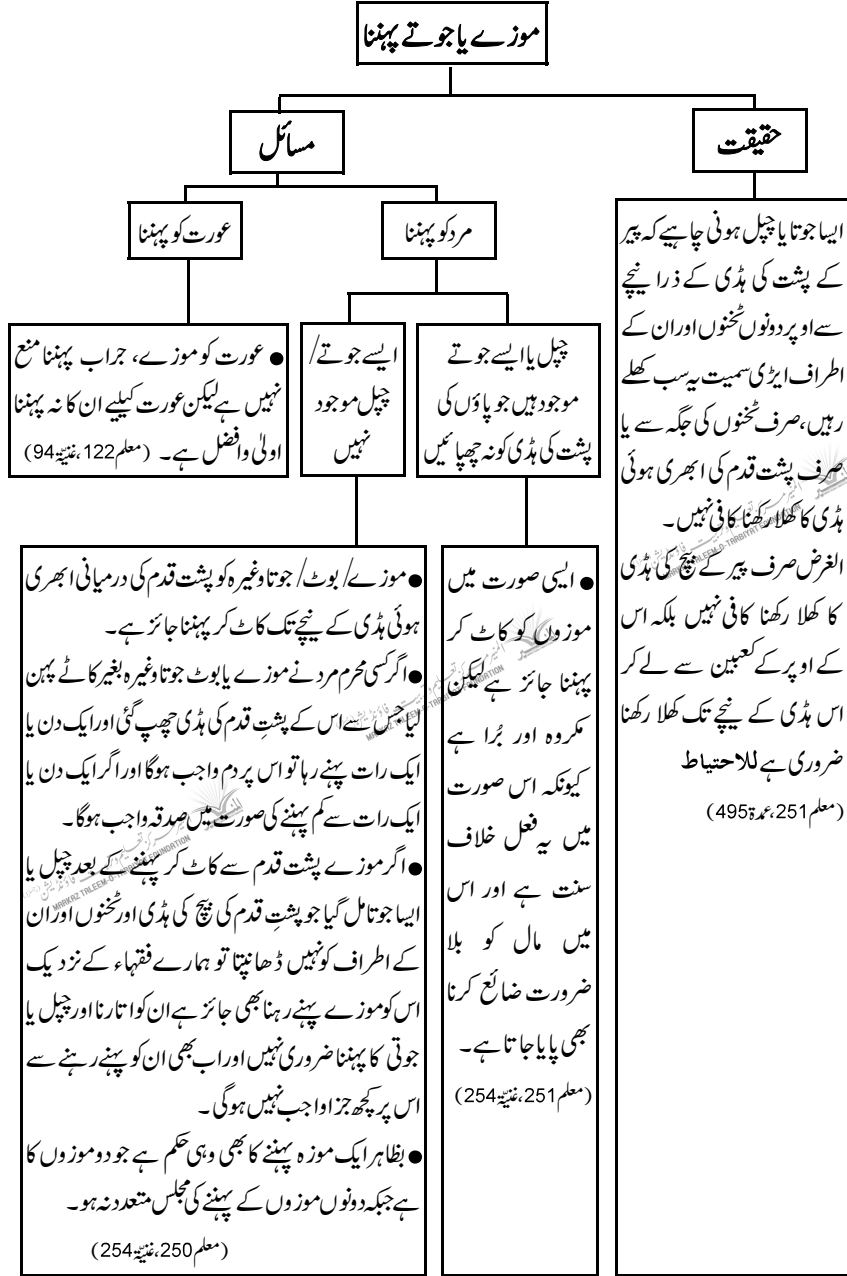 موزے یا جوتے پہننا
حقیقت
مسائل
ایسا جوتا یا چپل ہونی چاہیے کہ پیر
کے پشت کی ہڈی کے ذرا نیچے
سے اوپر دونوں ٹخنوں اور ان کے
اطراف ایڑی سمیت یہ سب کھلے
رہیں، صرف ٹخنوں کی جگہ سے یا
صرف پشت قدم کی ابھری ہوئی
ہڈی کا کھلا رکھنا کافی نہیں۔
الغرض صرف پیر کے بیچ کی ہڈی
کا کھلا رکھنا کافی نہیں بلکہ اس
کے اوپر کے کعبین سے لے کر
اس ہڈی کے نیچے تک کھلا رکھنا
ضروری ہے للاحتیاط
(معلم 251، عمدۃ 495)
مرد کو پہننا
عورت کو پہننا
چپل یا ایسے جوتے
موجود ہیں جو پاؤں کی
پشت کی ہڈی کو نہ چھپائیں
ایسے جوتے/
چپل موجود
نہیں
● عورت کو موزے، جراب پہننا منع
نہیں ہے لیکن عورت کیلیے ان کا نہ پہننا
اولیٰ وافضل ہے۔ (معلم 122، غنیۃ 94)
● ایسی صورت میں
موزوں کو کاٹ کر
پہننا جائز ہے لیکن
مکروہ اور بُرا ہے
کیونکہ اس صورت
میں یہ فعل خلاف
سنت ہے اور اس
میں مال کو بلا
ضرورت ضائع کرنا
بھی پایا جاتا ہے۔
(معلم 251، غنیۃ 254)
● موزے/ بوٹ/ جوتا وغیرہ کو پشت قدم کی درمیانی ابھری
ہوئی ہڈی کے نیچے تک کاٹ کر پہننا جائز ہے۔
● اگر کسی محرم مرد نے موزے یا بوٹ جوتا وغیرہ بغیر کاٹے پہن
لیا جس سے اس کے پشتِ قدم کی ہڈی چھپ گئی اور ایک دن یا
ایک رات پہنے رہا تو اس پر دم واجب ہوگا اور اگر ایک دن یا
ایک رات سے کم پہننے کی صورت میں صدقہ واجب ہوگا۔
● اگر موزے پشت قدم سے کاٹ کر پہننے کے بعد چپل یا
ایسا جوتا مل گیا جو پشتِ قدم کی بیچ کی ہڈی اور ٹخنوں اور ان
کے اطراف کو نہیں ڈھانپتا تو ہمارے فقہاء کے نزدیک
اس کو موزے پہنے رہنا بھی جائز ہے ان کو اتارنا اور چپل یا
جوتی کا پہننا ضروری نہیں اور اب بھی ان کو پہنے رہنے سے
اس پر کچھ جزا واجب نہیں ہوگی۔
● بظاہر ایک موزہ پہننے کا بھی وہی حکم ہے جو دو موزوں کا
ہے جبکہ دونوں موزوں کے پہننے کی مجلس متعدد نہ ہو۔
(معلم 250، غنیۃ 254)
MARKAZ TALEEM-O-TARBIYAT FOUNDATION
MARKAZ TALEEM-O-TARBIYAT FOUNDATION
MARKAZ TALEEM-O-TARBIYAT FOUNDATION